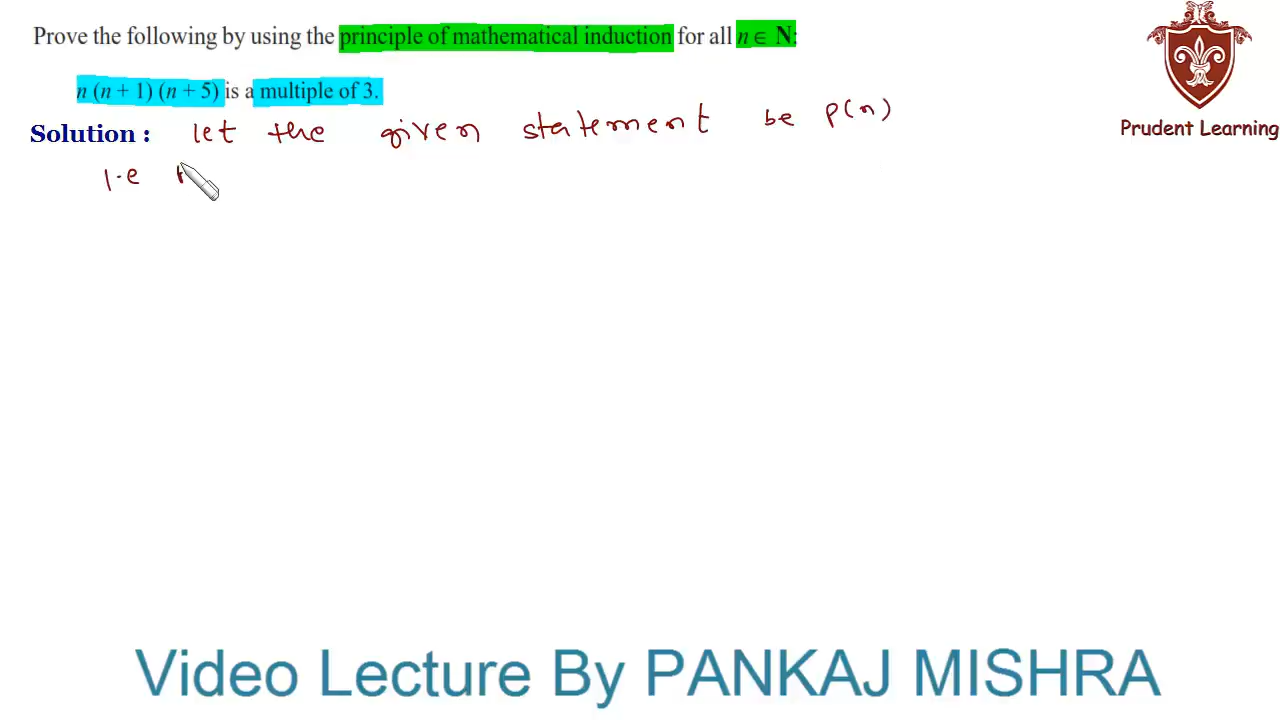 Prove the following by using the principle of mathematical induction for all n ∈ N:
n (n + 1) (n + 5) is a multiple of 3.
Prudent Learning
Solution : let the given statement be P(n)
i.e
Video Lecture By PANKAJ MISHRA